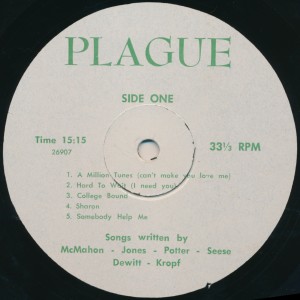 PLAGUE
SIDE ONE
Time 15:15
26907
33⅓ RPM
1. A Million Tunes (can't make you love me)
2. Hard To Wait (I need you)
3. College Bound
4. Sharon
5. Somebody Help Me
Songs written by
McMahon - Jones - Potter - Seese
Dewitt - Kropf